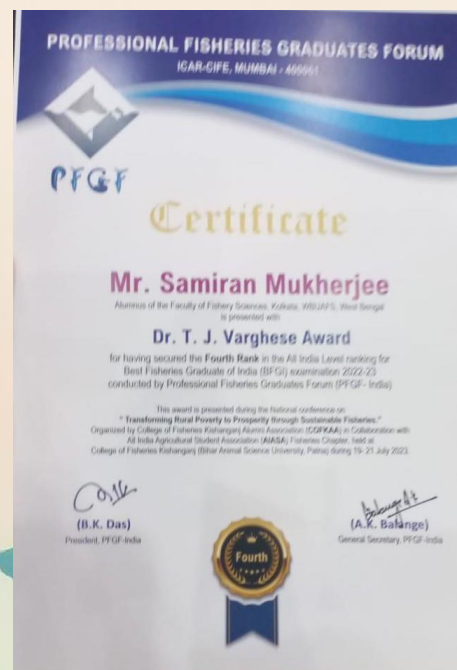 PROFESSIONAL FISHERIES GRADUATES FORUM
ICAR-CIFE, MUMBAI - 400061
PFGF
Certificate
Mr. Samiran Mukherjee
Alumnus of the Faculty of Fishery Sciences, Kolkata, WBUAFS, West Bengal
is presented with
Dr. T. J. Varghese Award
for having secured the Fourth Rank in the All India Level ranking for
Best Fisheries Graduate of India (BFGI) examination 2022-23
conducted by Professional Fisheries Graduates Forum (PFGF- India)
This award is presented during the National conference on
"Transforming Rural Poverty to Prosperity through Sustainable Fisheries."
Organized by College of Fisheries Kishanganj Alumni Association (COFKAA) in Collaboration with
All India Agricultural Student Association (AIASA) Fisheries Chapter, held at
College of Fisheries Kishanganj (Bihar Animal Science University, Patna) during 19- 21 July 2023.
(B.K. Das)
President, PFGF-India
Fourth
(A.K. Balange)
General Secretary, PFGF-India